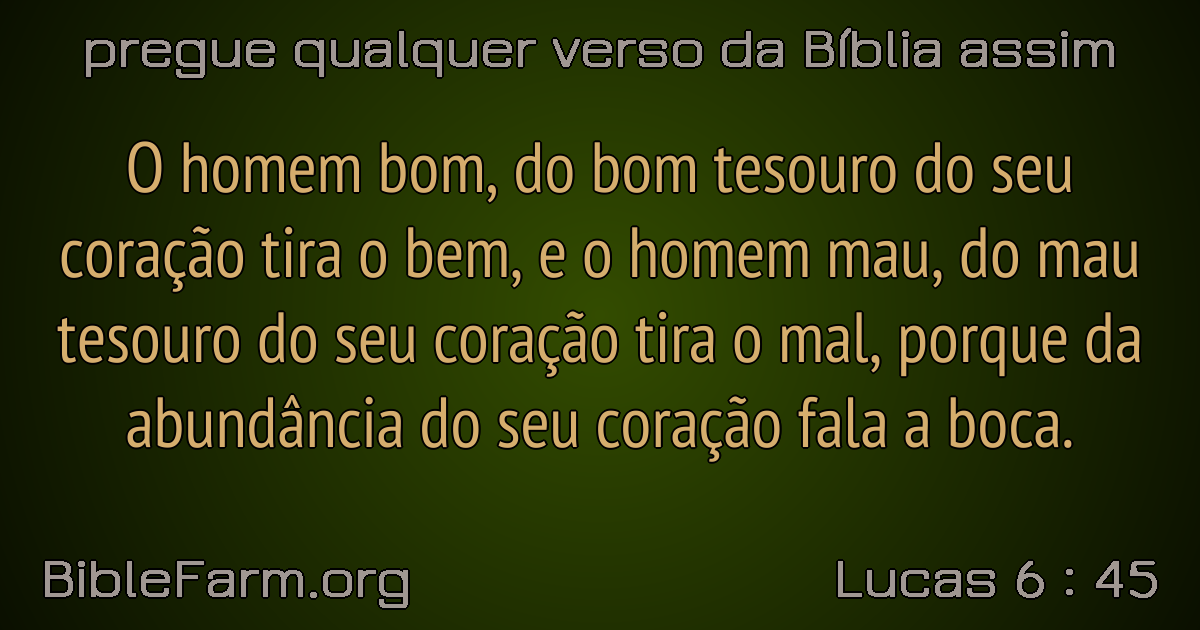 pregue qualquer verso da Bíblia assim
O homem bom, do bom tesouro do seu
coração tira o bem, e o homem mau, do mau
tesouro do seu coração tira o mal, porque da
abundância do seu coração fala a boca.
BibleFarm.org
Lucas 6 : 45